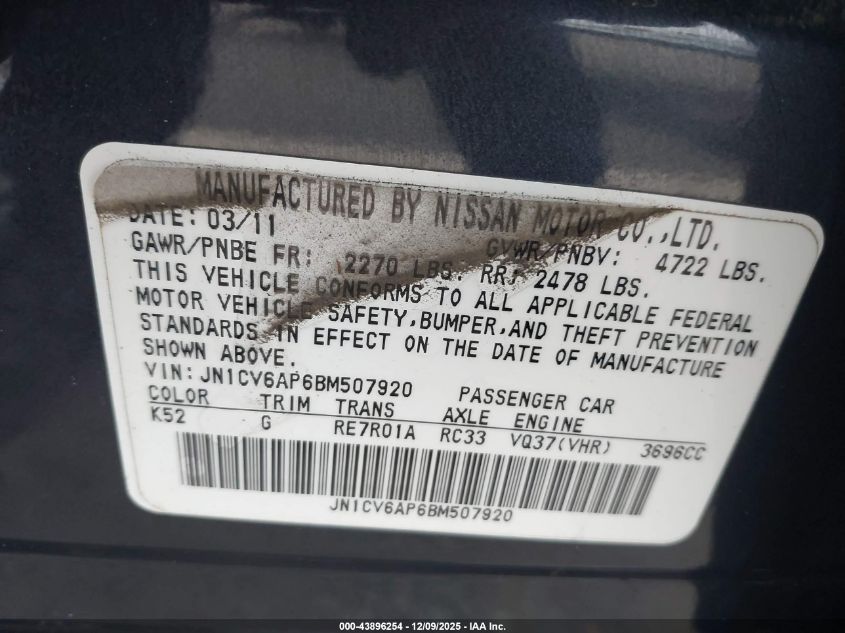 MANUFACTURED BY NISSAN MOTOR CO.,LTD.
DATE: 03/11 GVWR/PNBV: 4722 LBS.
GAWR/PNBE FR: 2270 LBS. RR: 2478 LBS.
THIS VEHICLE CONFORMS TO ALL APPLICABLE FEDERAL
MOTOR VEHICLE SAFETY,BUMPER,AND THEFT PREVENTION
STANDARDS IN EFFECT ON THE DATE OF MANUFACTURE
SHOWN ABOVE.
VIN: JN1CV6AP6BM507920 PASSENGER CAR
COLOR TRIM TRANS AXLE ENGINE
K52 G RE7R01A RC33 VQ37(VHR) 3696CC
JN1CV6AP6BM507920
000-43896254 - 12/09/2025 - IAA Inc.